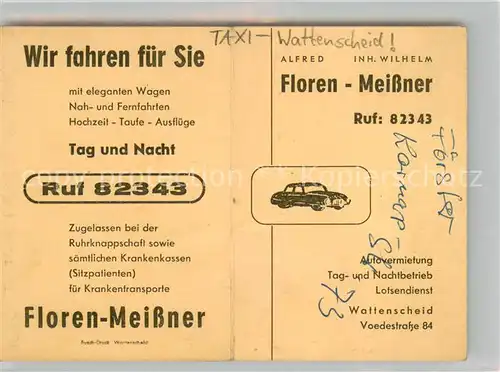 TAXI - Wattenscheid!
Wir fahren für Sie
mit eleganten Wagen
Nah- und Fernfahrten
Hochzeit - Taufe - Ausflüge
Tag und Nacht
Ruf 82343
Zugelassen bei der
Ruhrknappschaft sowie
sämtlichen Krankenkassen
(Sitzpatienten)
für Krankentransporte
Floren-Meißner
ALFRED INH. WILHELM
Floren - Meißner
Ruf: 82343
Autovermietung
Tag- und Nachtbetrieb
Lotsendienst
Wattenscheid
Voedestraße 84
73